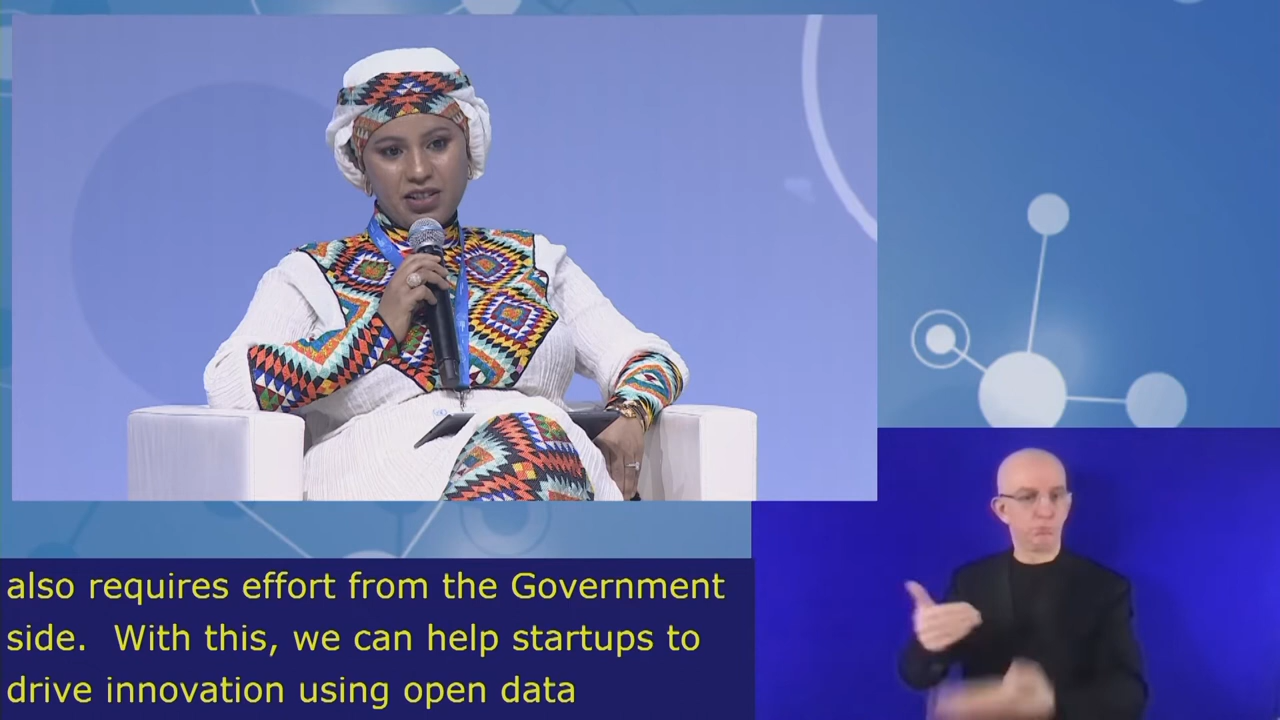 also requires effort from the Government
side.  With this, we can help startups to
drive innovation using open data